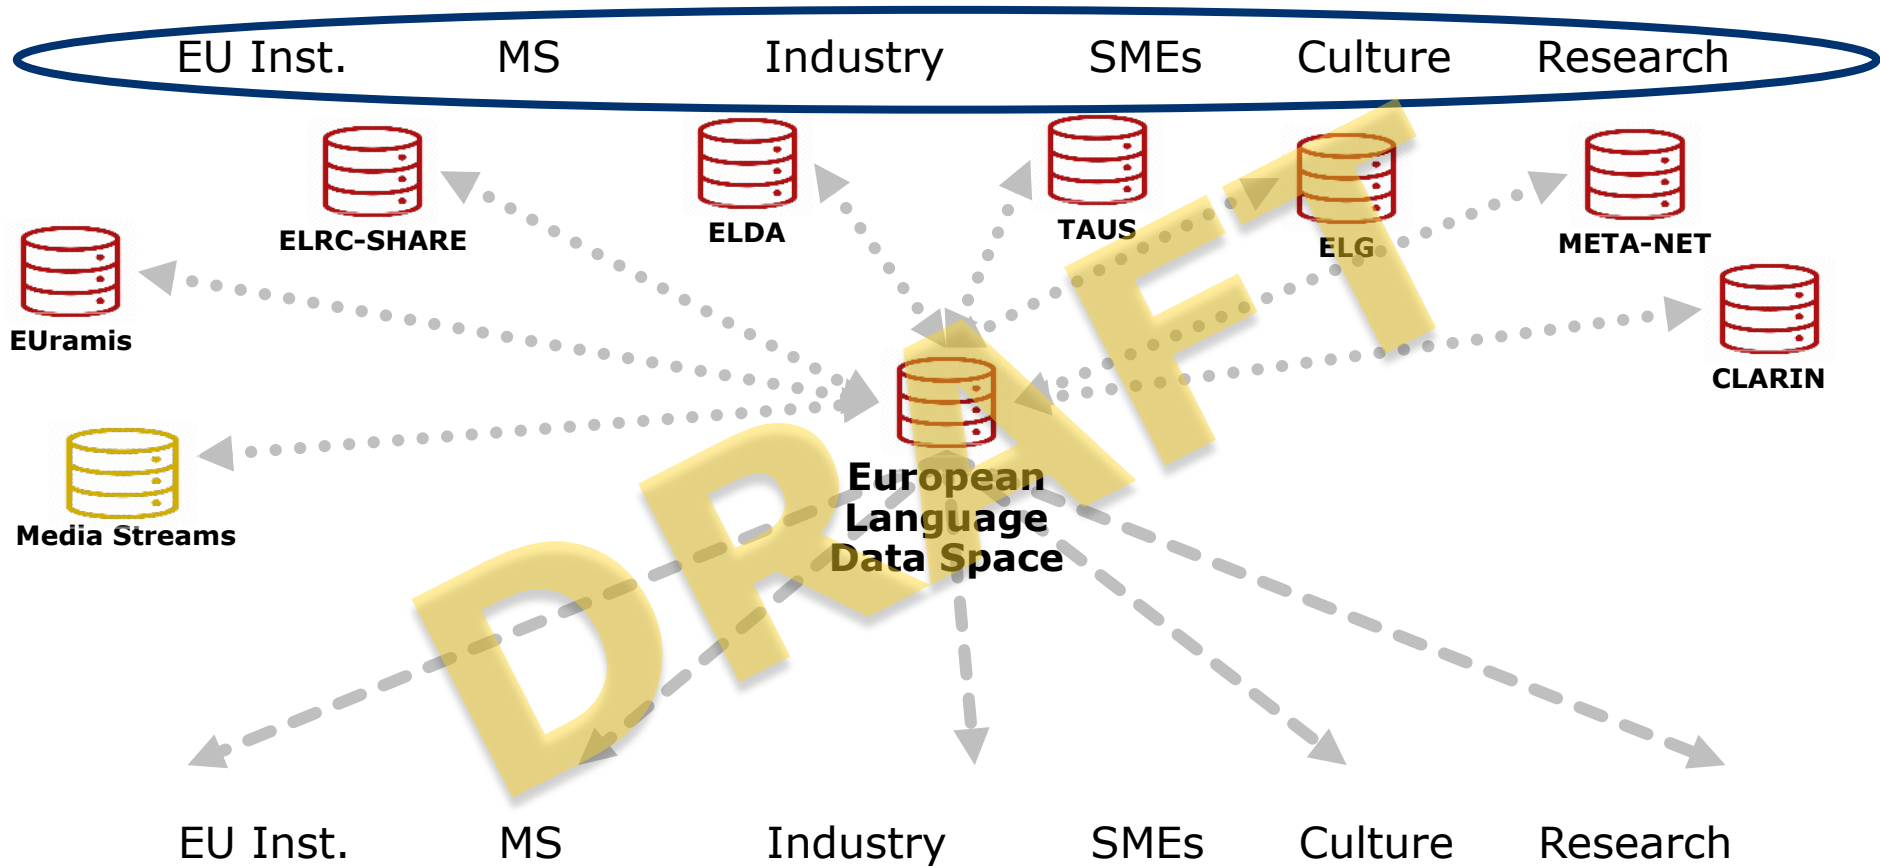 EU Inst. MS Industry SMEs Culture Research
ELRC-SHARE
ELDA
TAUS
ELG
META-NET
EUramis
CLARIN
Media Streams
European
Language
Data Space
DRAFT
EU Inst. MS Industry SMEs Culture Research